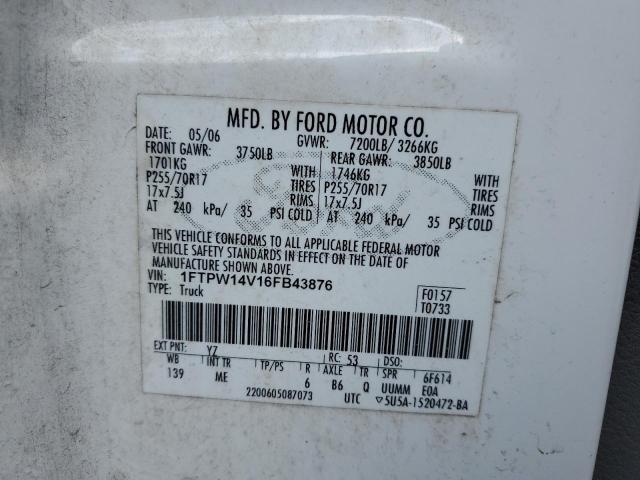 MFD. BY FORD MOTOR CO.
DATE: 05/06 GVWR: 7200LB/ 3266KG
FRONT GAWR: 3750LB REAR GAWR: 3850LB
1701KG WITH 1746KG WITH
P255/70R17 TIRES P255/70R17 TIRES
17x7.5J RIMS 17x7.5J RIMS
AT 240 kPa/ 35 PSI COLD AT 240 kPa/ 35 PSI COLD
Ford
THIS VEHICLE CONFORMS TO ALL APPLICABLE FEDERAL MOTOR
VEHICLE SAFETY STANDARDS IN EFFECT ON THE DATE OF
MANUFACTURE SHOWN ABOVE.
VIN: 1FTPW14V16FB43876 F0157
TYPE: Truck T0733
EXT PNT: YZ RC: 53 DSO:
WB INT TR TP/PS R AXLE TR SPR 6F614
139 ME 6 B6 Q UUMM E0A
2200605087073 UTC ▽5U5A-1520472-BA